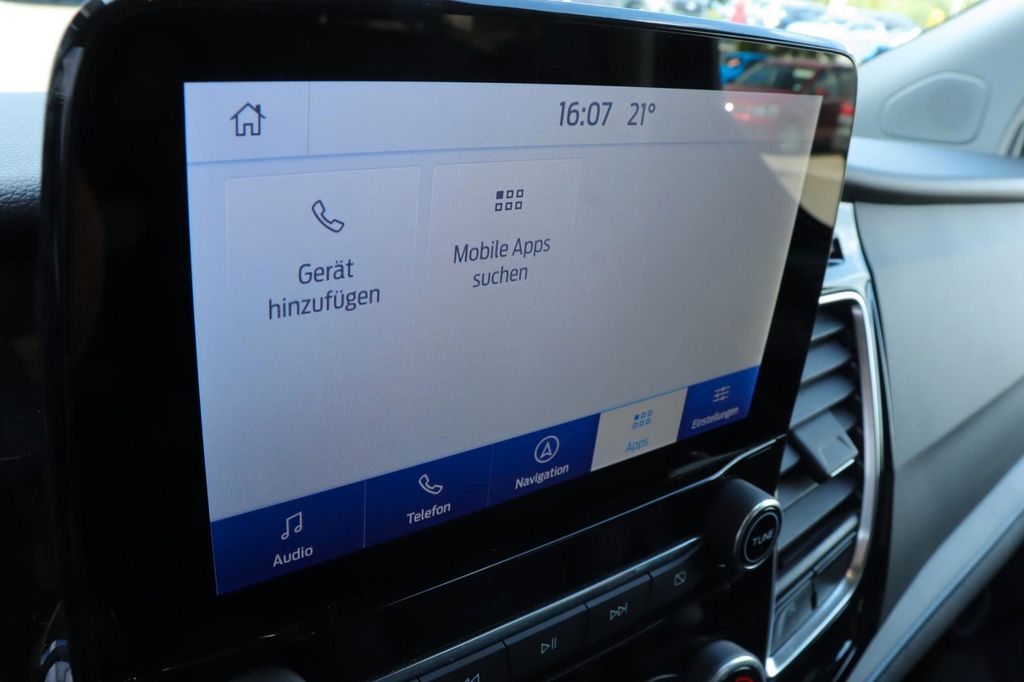 16:07 21°
Gerät
hinzufügen
Mobile Apps
suchen
Audio
Telefon
Navigation
Apps
Einstellungen
TUNE